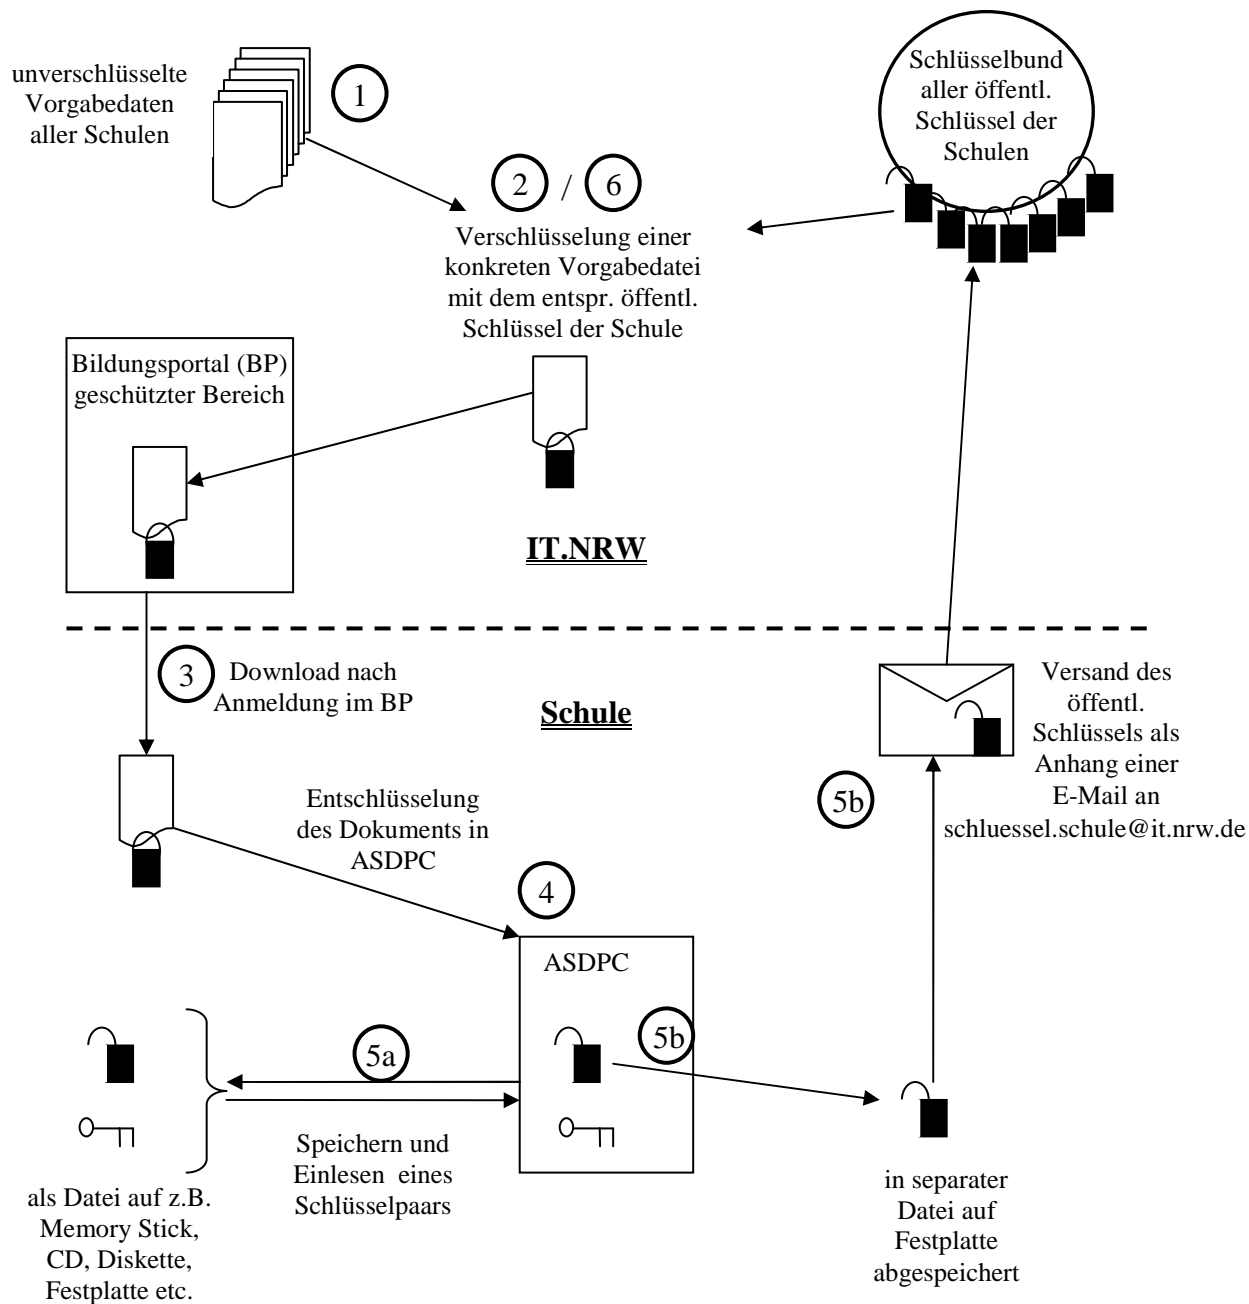 unverschlüsselte
Vorgabedaten
aller Schulen
1
Schlüsselbund
aller öffentl.
Schlüssel der
Schulen
2 / 6
Verschlüsselung einer
konkreten Vorgabedatei
mit dem entspr. öffentl.
Schlüssel der Schule
Bildungsportal (BP)
geschützter Bereich
IT.NRW
3
Download nach
Anmeldung im BP
Schule
Versand des
öffentl.
Schlüssels als
Anhang einer
E-Mail an
schluessel.schule@it.nrw.de
5b
Entschlüsselung
des Dokuments in
ASDPC
4
ASDPC
5b
5a
Speichern und
Einlesen eines
Schlüsselpaars
als Datei auf z.B.
Memory Stick,
CD, Diskette,
Festplatte etc.
in separater
Datei auf
Festplatte
abgespeichert